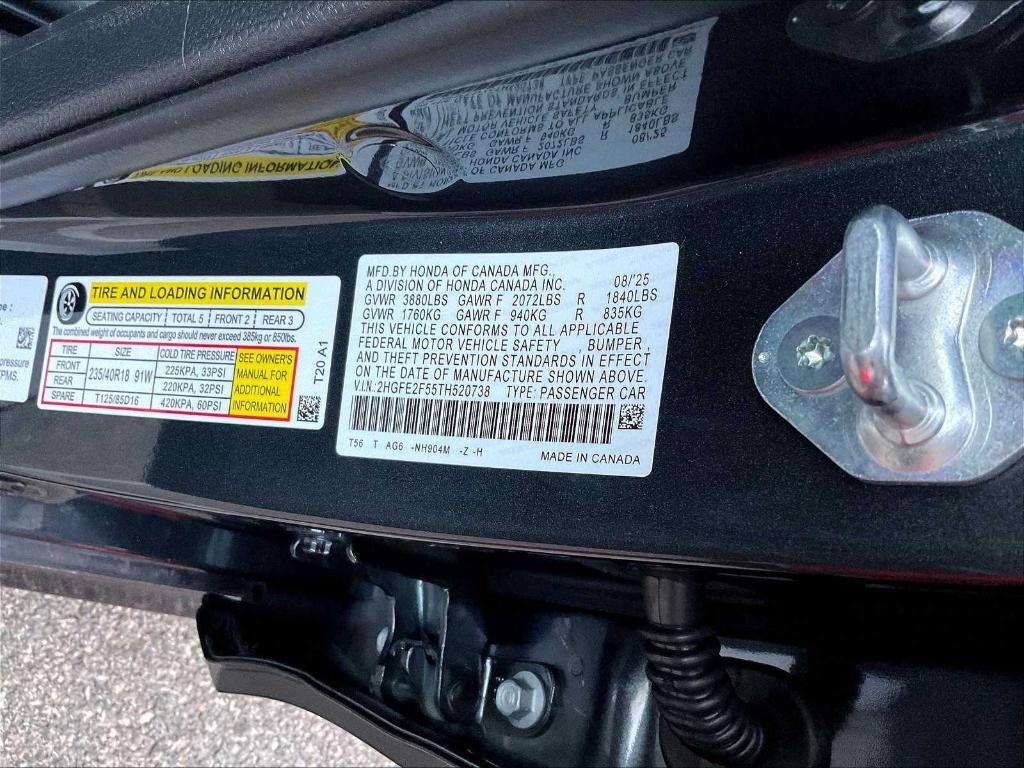 ne :
pressure
TPMS.
TIRE AND LOADING INFORMATION
SEATING CAPACITY TOTAL 5 FRONT 2 REAR 3
The combined weight of occupants and cargo should never exceed 385kg or 850lbs.
TIRE SIZE COLD TIRE PRESSURE
FRONT 235/40R18 91W 225KPA, 33PSI
REAR 220KPA, 32PSI
SPARE T125/85D16 420KPA, 60PSI
SEE OWNER'S
MANUAL FOR
ADDITIONAL
INFORMATION
T20 A1
MFD.BY HONDA OF CANADA MFG.,
A DIVISION OF HONDA CANADA INC. 08/'25
GVWR 3880LBS GAWR F 2072LBS R 1840LBS
GVWR 1760KG GAWR F 940KG R 835KG
THIS VEHICLE CONFORMS TO ALL APPLICABLE
FEDERAL MOTOR VEHICLE SAFETY , BUMPER,
AND THEFT PREVENTION STANDARDS IN EFFECT
ON THE DATE OF MANUFACTURE SHOWN ABOVE.
V.I.N.:2HGFE2F55TH520738 TYPE: PASSENGER CAR
T56 T AG6 -NH904M -Z -H
MADE IN CANADA